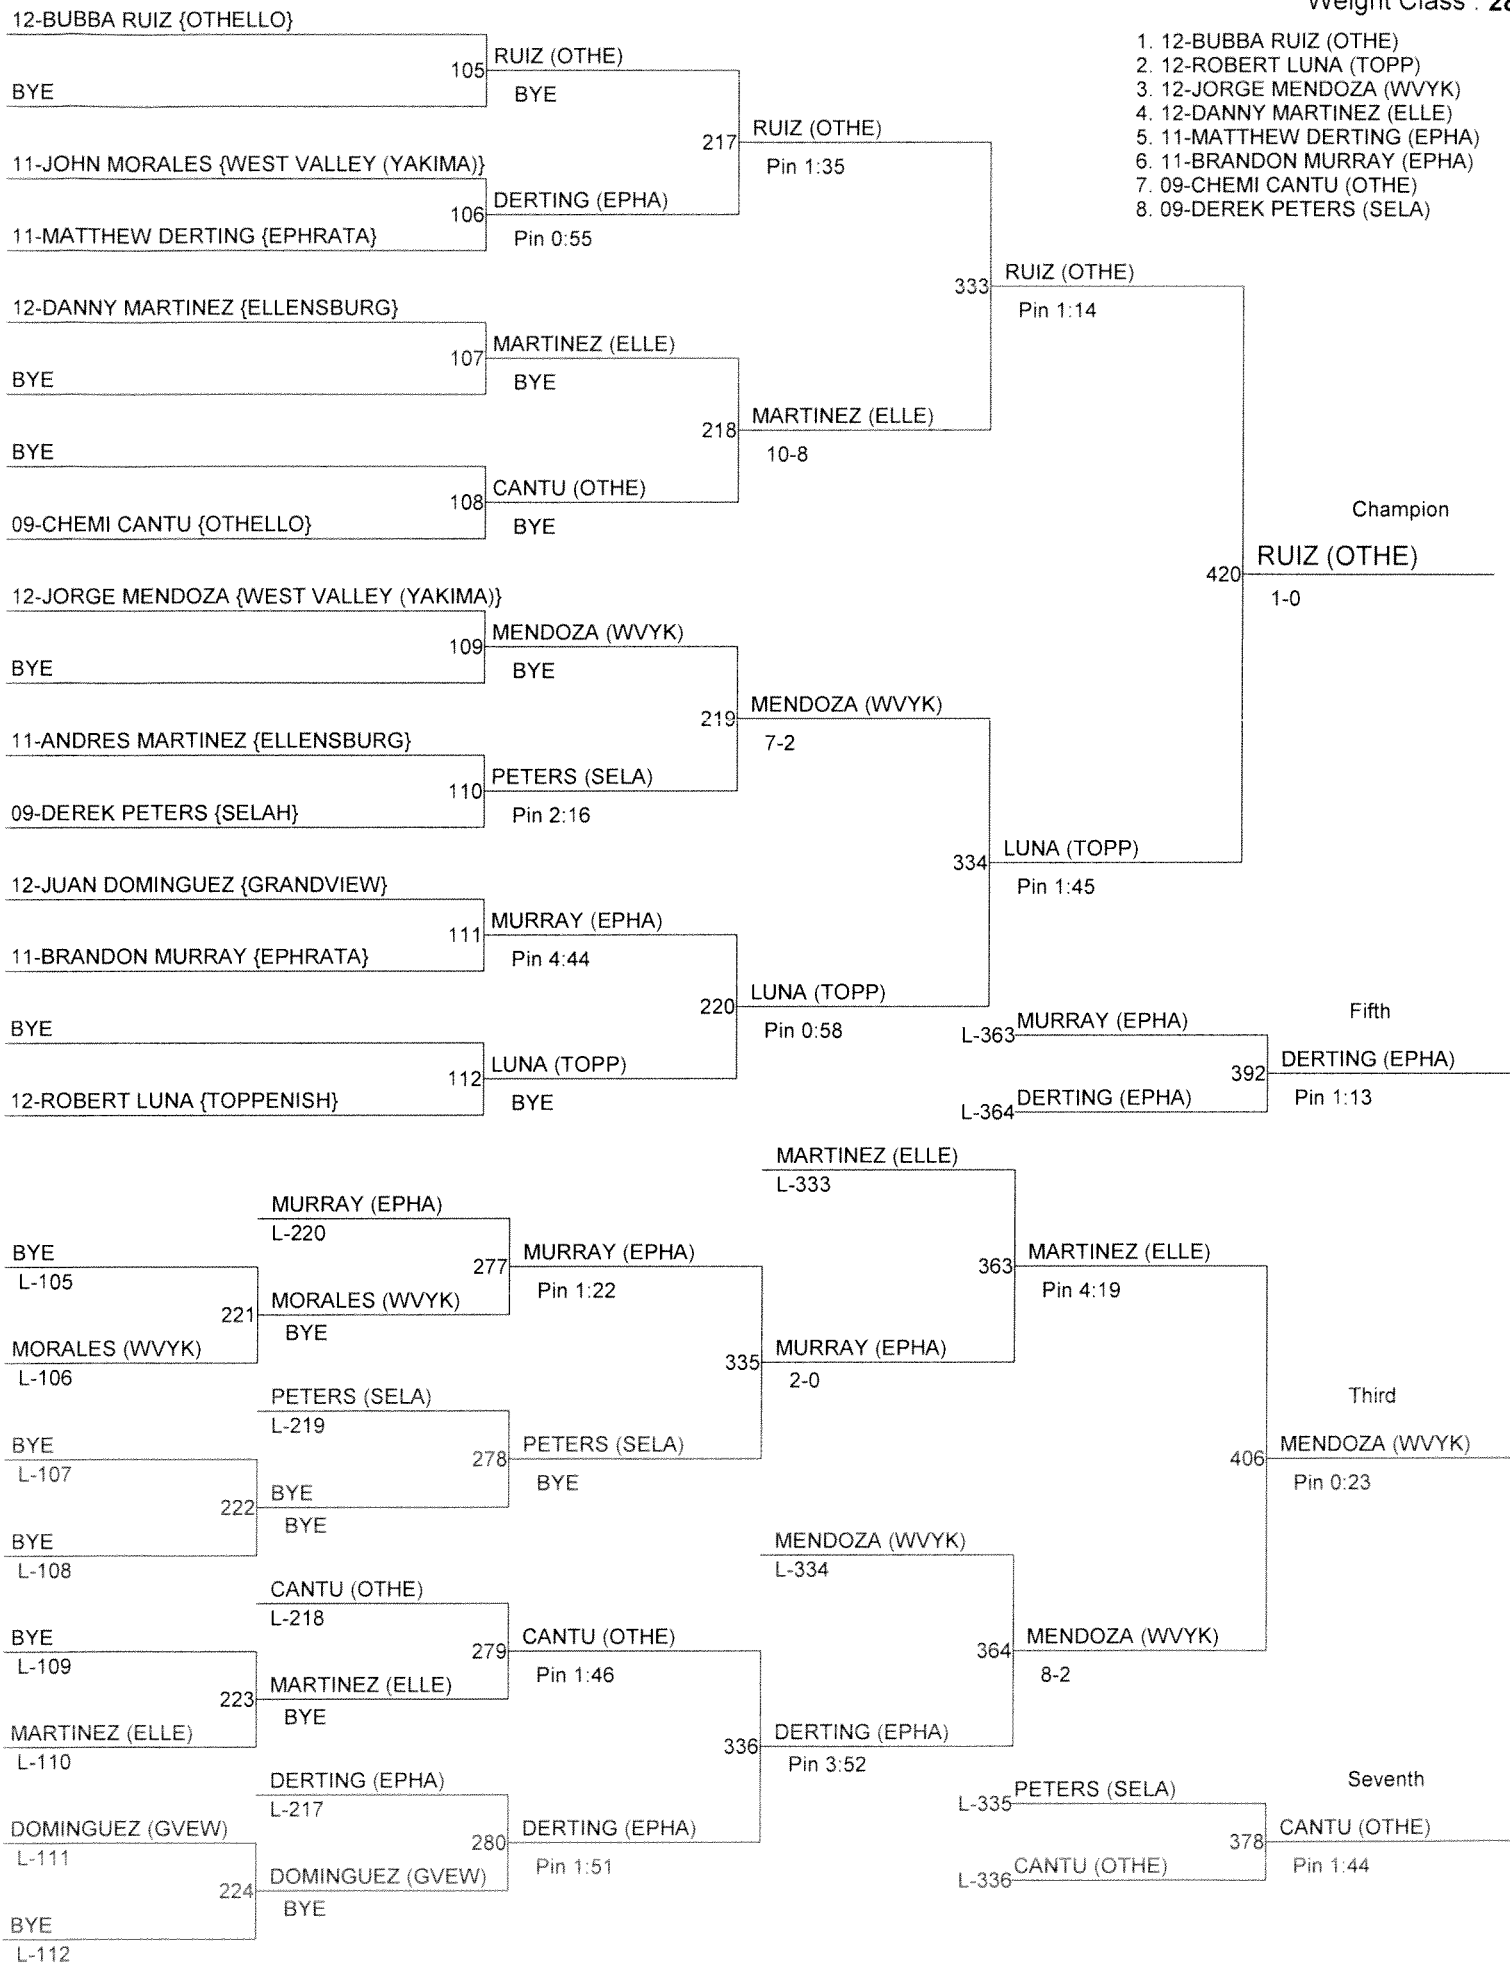 Weight Class :
12-BUBBA RUIZ {OTHELLO}
1. 12-BUBBA RUIZ (OTHE)
2. 12-ROBERT LUNA (TOPP)
3. 12-JORGE MENDOZA (WVYK)
4. 12-DANNY MARTINEZ (ELLE)
5. 11-MATTHEW DERTING (EPHA)
6. 11-BRANDON MURRAY (EPHA)
7. 09-CHEMI CANTU (OTHE)
8. 09-DEREK PETERS (SELA)
105 RUIZ (OTHE)
BYE
BYE
217 RUIZ (OTHE)
Pin 1:35
11-JOHN MORALES {WEST VALLEY (YAKIMA)}
106 DERTING (EPHA)
Pin 0:55
11-MATTHEW DERTING {EPHRATA}
333 RUIZ (OTHE)
Pin 1:14
12-DANNY MARTINEZ {ELLENSBURG}
107 MARTINEZ (ELLE)
BYE
BYE
218 MARTINEZ (ELLE)
10-8
BYE
108 CANTU (OTHE)
BYE
09-CHEMI CANTU {OTHELLO}
Champion
420 RUIZ (OTHE)
1-0
12-JORGE MENDOZA {WEST VALLEY (YAKIMA)}
109 MENDOZA (WVYK)
BYE
BYE
219 MENDOZA (WVYK)
7-2
11-ANDRES MARTINEZ {ELLENSBURG}
110 PETERS (SELA)
Pin 2:16
09-DEREK PETERS {SELAH}
334 LUNA (TOPP)
Pin 1:45
12-JUAN DOMINGUEZ {GRANDVIEW}
111 MURRAY (EPHA)
Pin 4:44
11-BRANDON MURRAY {EPHRATA}
220 LUNA (TOPP)
Pin 0:58
BYE
112 LUNA (TOPP)
BYE
12-ROBERT LUNA {TOPPENISH}
Fifth
L-363 MURRAY (EPHA)
392 DERTING (EPHA)
Pin 1:13
L-364 DERTING (EPHA)
MARTINEZ (ELLE)
L-333
MURRAY (EPHA)
L-220
BYE
L-105
277 MURRAY (EPHA)
Pin 1:22
363 MARTINEZ (ELLE)
Pin 4:19
221 MORALES (WVYK)
BYE
MORALES (WVYK)
L-106
335 MURRAY (EPHA)
2-0
PETERS (SELA)
L-219
Third
BYE
L-107
278 PETERS (SELA)
BYE
406 MENDOZA (WVYK)
Pin 0:23
222 BYE
BYE
BYE
L-108
MENDOZA (WVYK)
L-334
CANTU (OTHE)
L-218
BYE
L-109
279 CANTU (OTHE)
Pin 1:46
364 MENDOZA (WVYK)
8-2
223 MARTINEZ (ELLE)
BYE
MARTINEZ (ELLE)
L-110
336 DERTING (EPHA)
Pin 3:52
DERTING (EPHA)
L-217
Seventh
L-335 PETERS (SELA)
DOMINGUEZ (GVEW)
L-111
280 DERTING (EPHA)
Pin 1:51
378 CANTU (OTHE)
Pin 1:44
L-336 CANTU (OTHE)
224 DOMINGUEZ (GVEW)
BYE
BYE
L-112